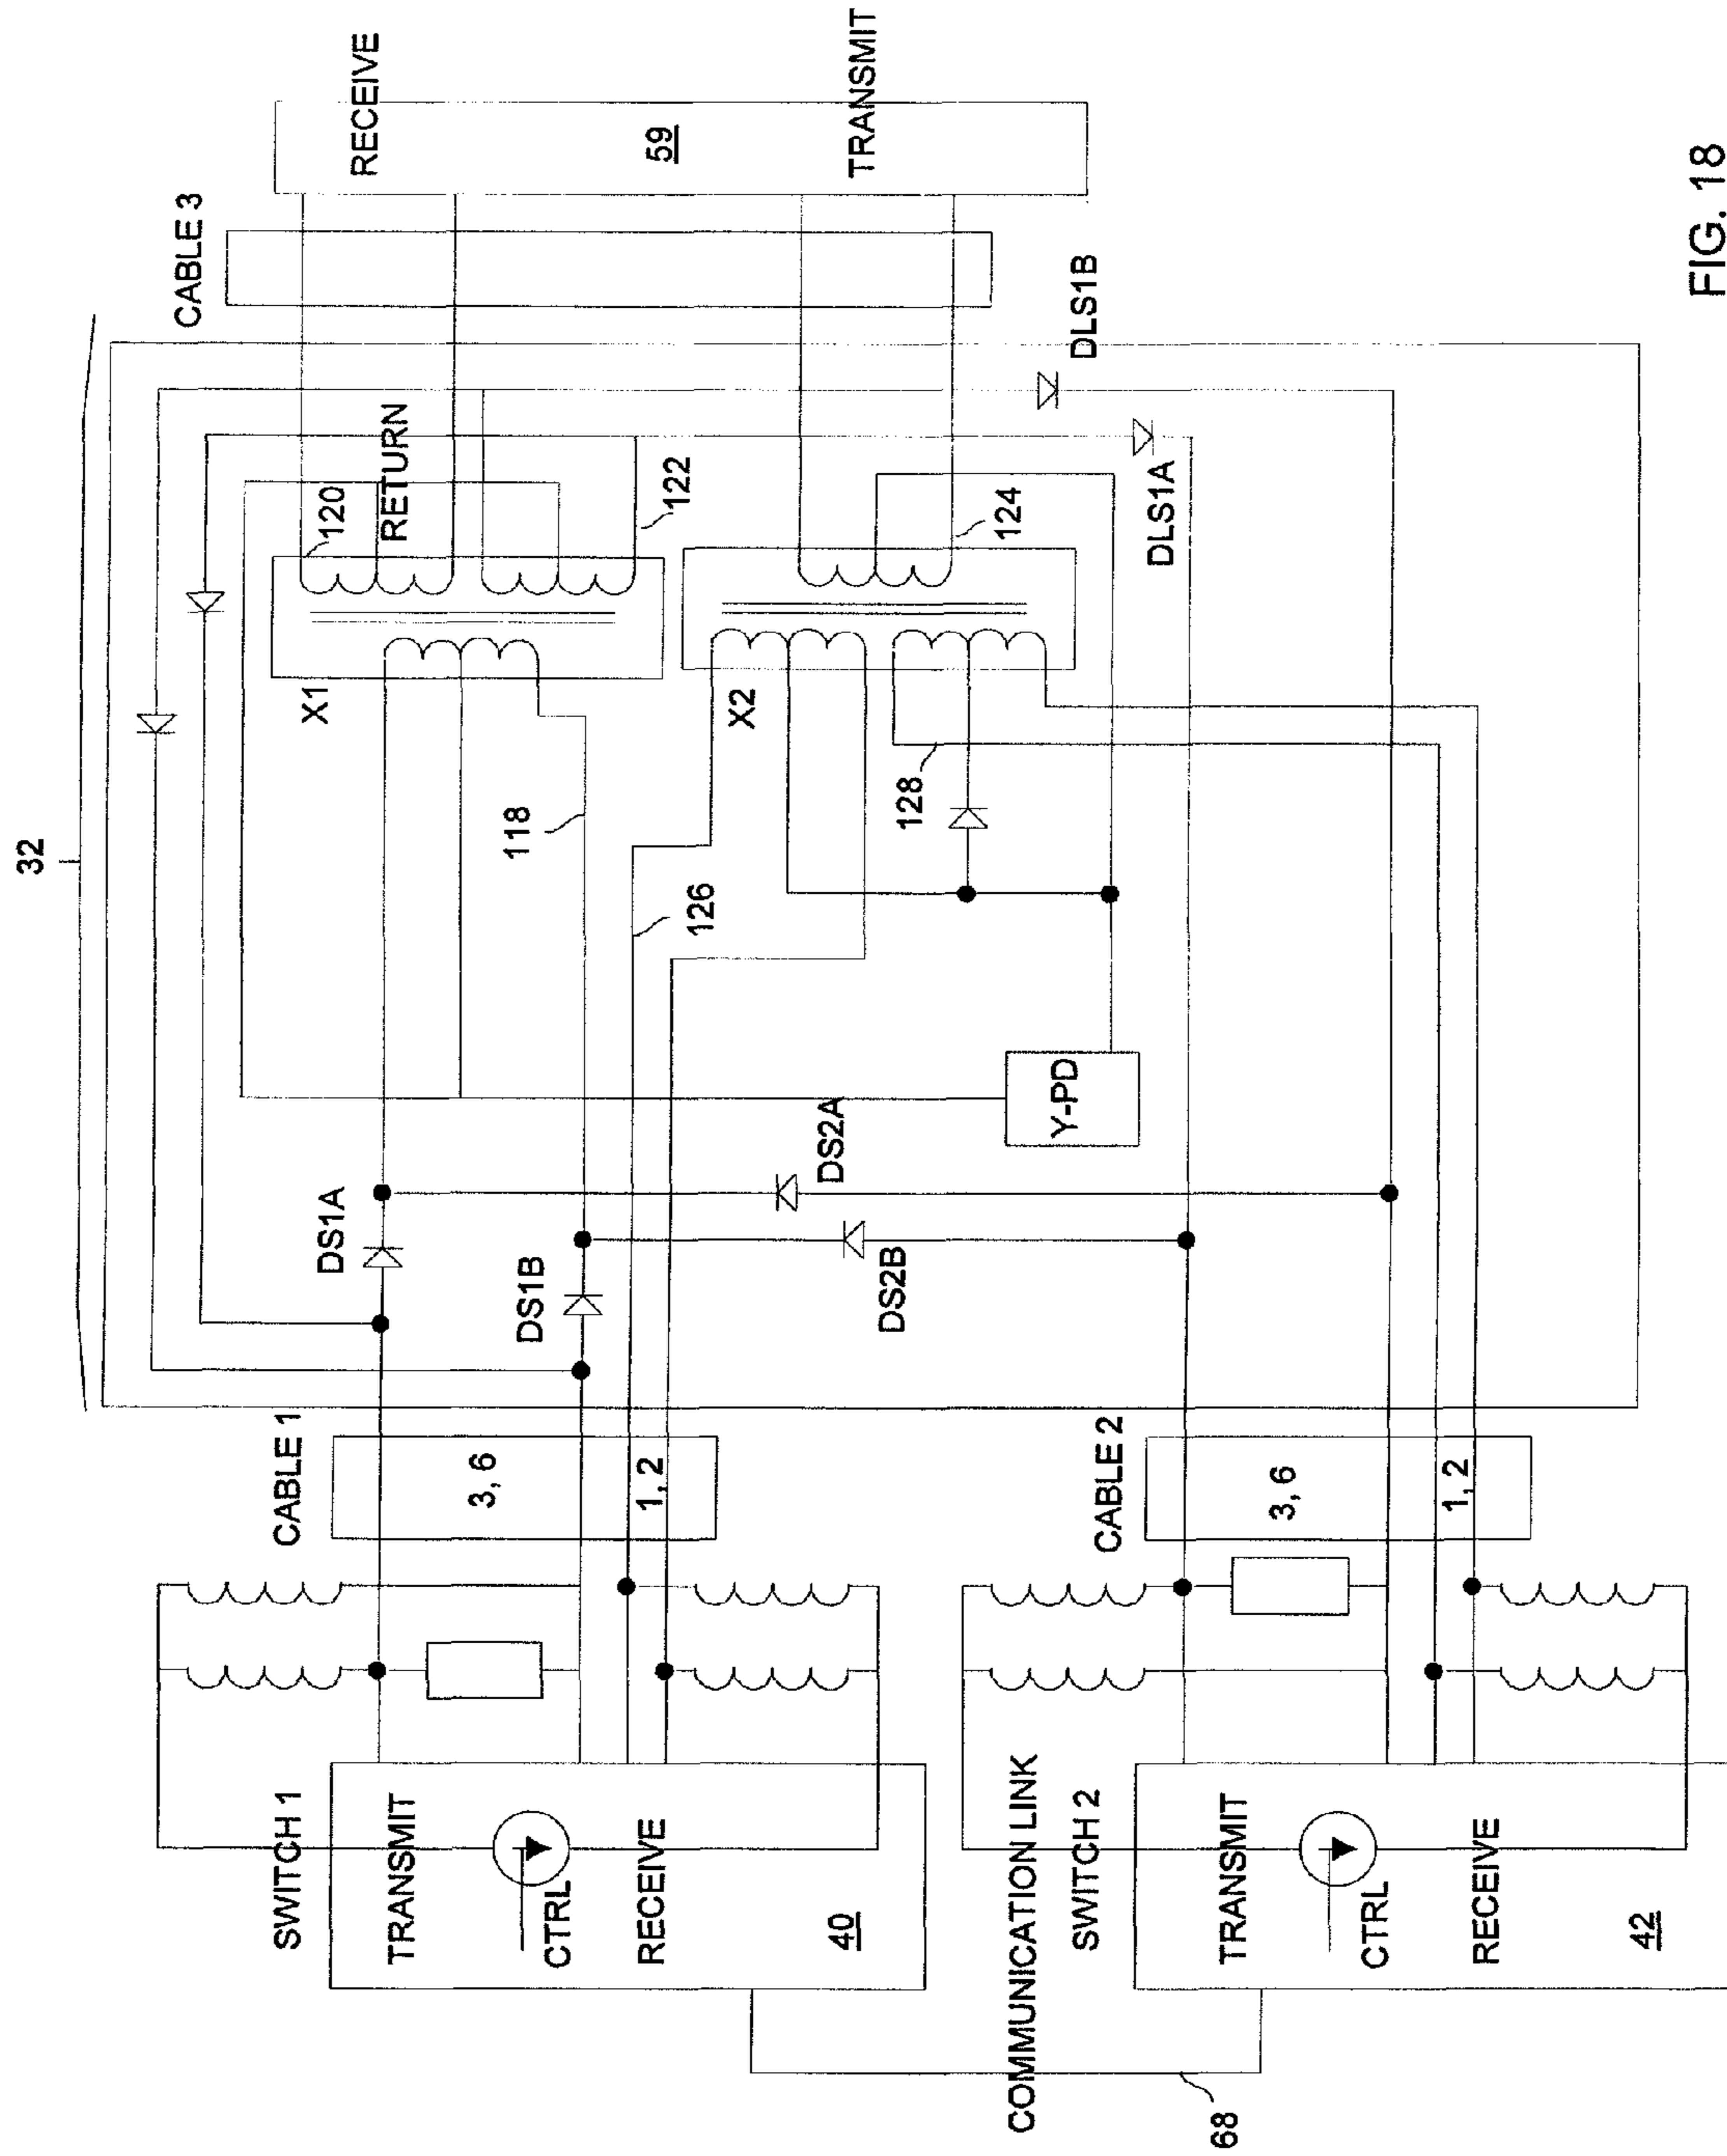 32
CABLE 3
RECEIVE
59
TRANSMIT
RETURN
120
122
X1
118
X2
124
126
128
DLS1B
DLS1A
DS1A
DS1B
DS2A
DS2B
Y-PD
CABLE 1
3, 6
1, 2
CABLE 2
3, 6
1, 2
SWITCH 1
TRANSMIT
CTRL
RECEIVE
40
COMMUNICATION LINK
SWITCH 2
TRANSMIT
CTRL
RECEIVE
42
68
FIG. 18